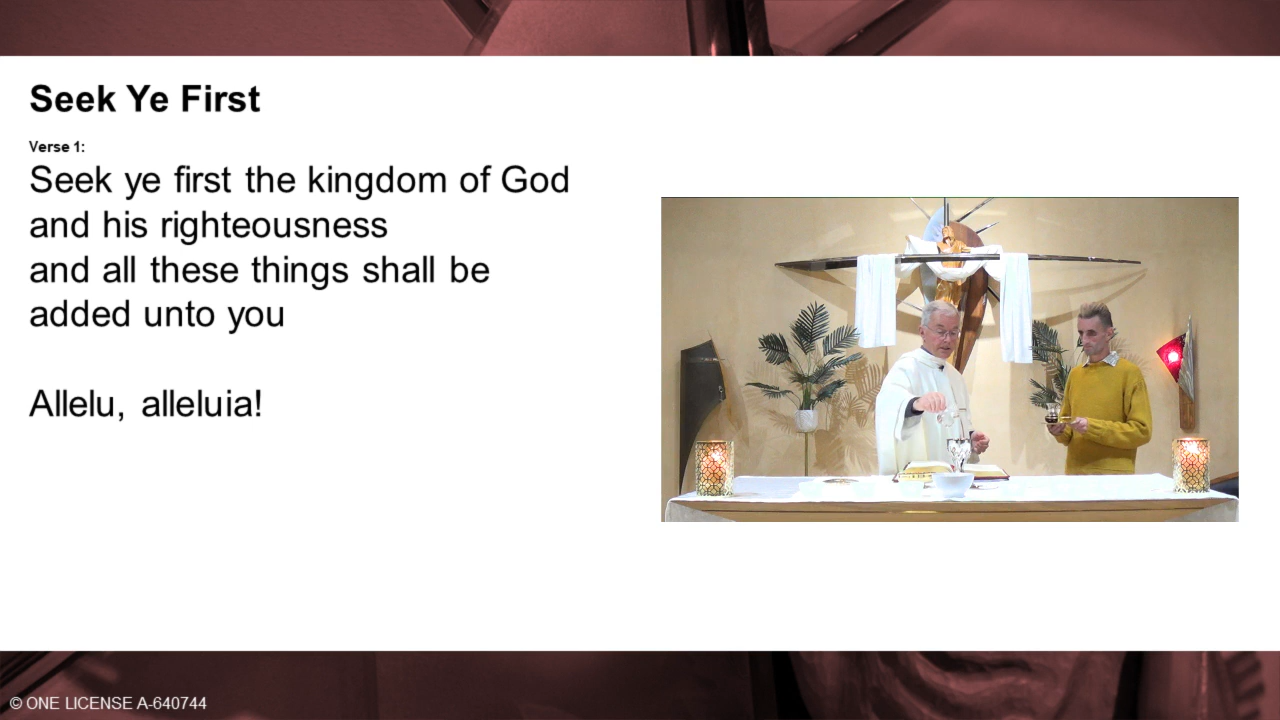 Seek Ye First
Verse 1:
Seek ye first the kingdom of God
and his righteousness
and all these things shall be
added unto you
Allelu, alleluia!
© ONE LICENSE A-640744